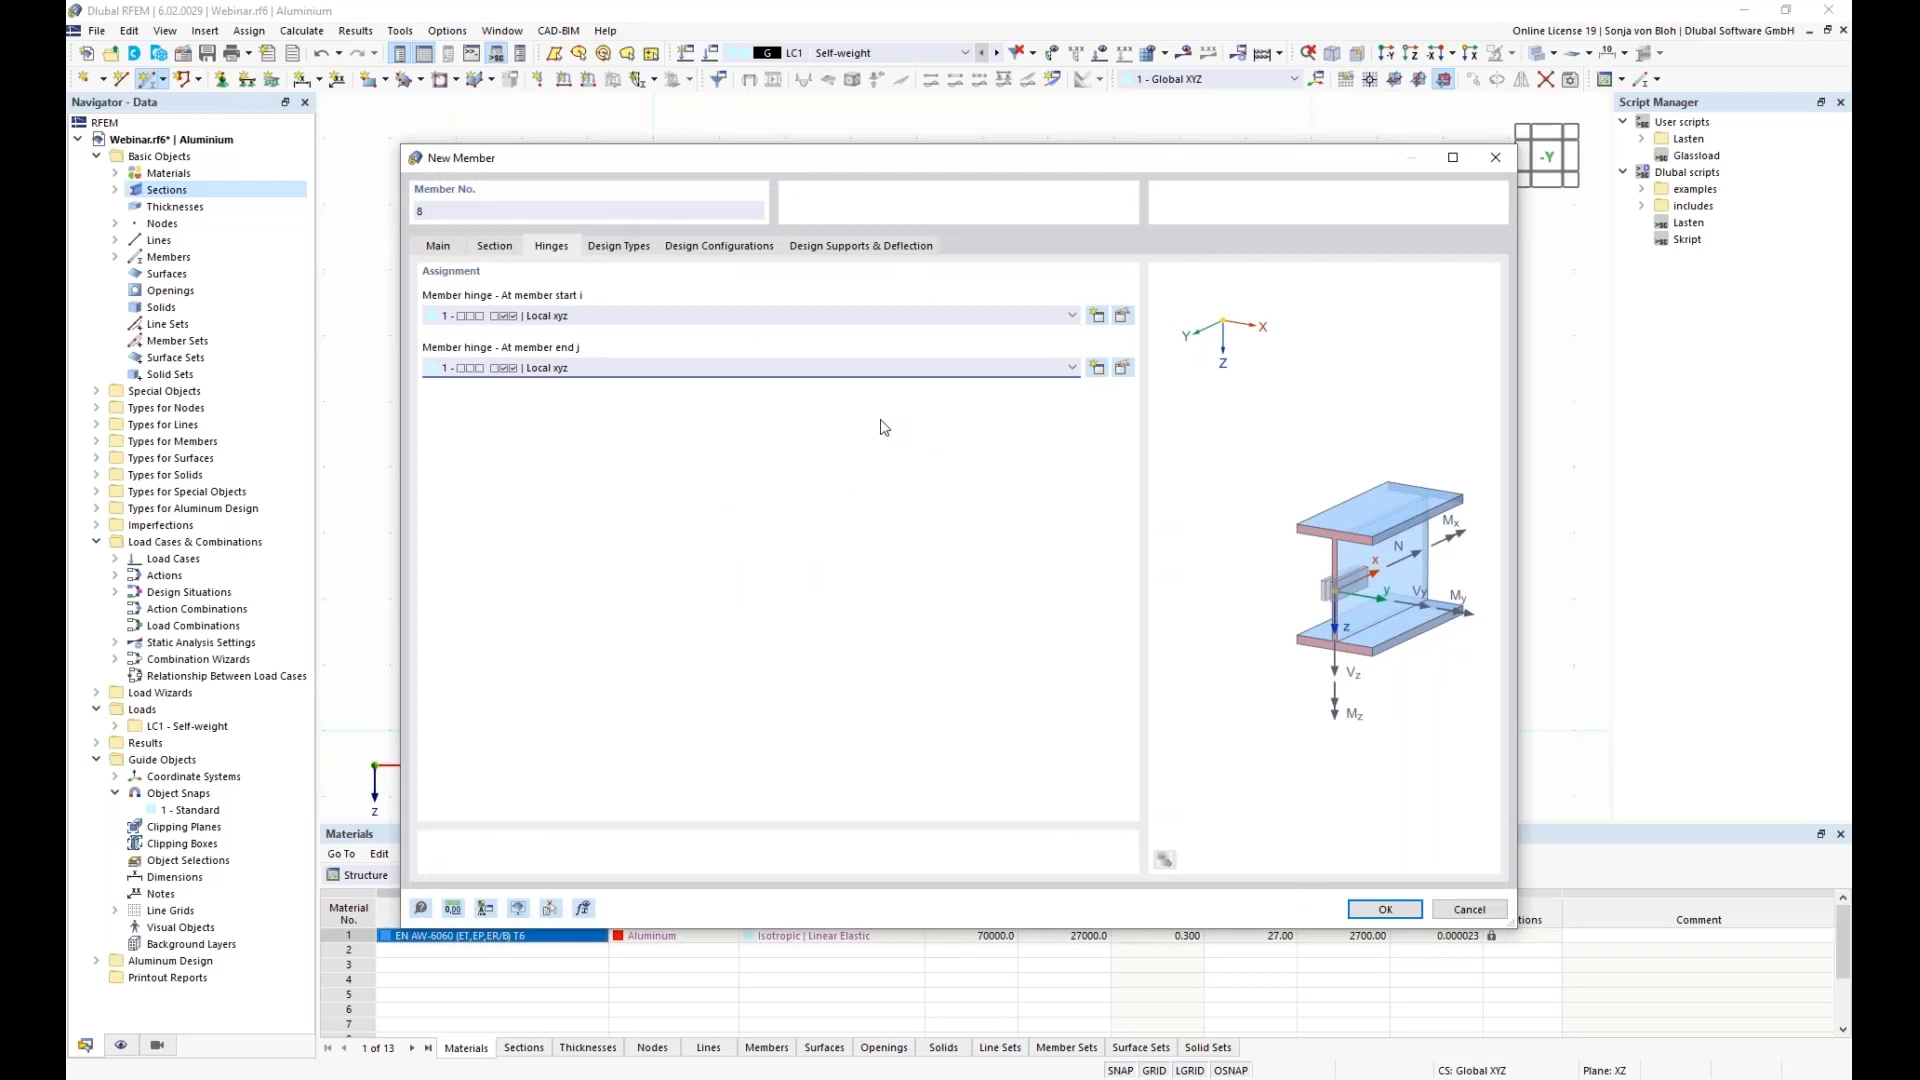 Dlubal RFEM | 6.02.0029 | Webinar.rf6* | Aluminium
File Edit View Insert Assign Calculate Results Tools Options Window CAD-BIM Help
Online License 19 | Sonja von Bloh | Dlubal Software GmbH
G LC1 Self-weight
1 - Global XYZ
Navigator - Data
RFEM
Webinar.rf6* | Aluminium
Basic Objects
Materials
Sections
Thicknesses
Nodes
Lines
Members
Surfaces
Openings
Solids
Line Sets
Member Sets
Surface Sets
Solid Sets
Special Objects
Types for Nodes
Types for Lines
Types for Members
Types for Surfaces
Types for Solids
Types for Special Objects
Types for Aluminum Design
Imperfections
Load Cases & Combinations
Load Cases
Actions
Design Situations
Action Combinations
Load Combinations
Static Analysis Settings
Combination Wizards
Relationship Between Load Cases
Load Wizards
Loads
LC1 - Self-weight
Results
Guide Objects
Coordinate Systems
Object Snaps
1 - Standard
Clipping Planes
Clipping Boxes
Object Selections
Dimensions
Notes
Line Grids
Visual Objects
Background Layers
Aluminum Design
Printout Reports
New Member
Member No.
8
Main Section Hinges Design Types Design Configurations Design Supports & Deflection
Assignment
Member hinge - At member start i
1 - ☐☐☐ ☐☑☑ | Local xyz
Member hinge - At member end j
1 - ☐☐☐ ☐☑☑ | Local xyz
Y X
Z
Mx
N
x
y
Vy
My
z
Vz
Mz
OK Cancel
-Y
Z
Script Manager
User scripts
Lasten
Glassload
Dlubal scripts
examples
includes
Lasten
Skript
Materials
Go To Edit
Structure
Material
No.
Comment
1 EN AW-6060 (ET,EP,ER/B) T6 Aluminum Isotropic | Linear Elastic 70000.0 27000.0 0.300 27.00 2700.00 0.000023
2
3
4
5
6
7
1 of 13 Materials Sections Thicknesses Nodes Lines Members Surfaces Openings Solids Line Sets Member Sets Surface Sets Solid Sets
SNAP GRID LGRID OSNAP CS: Global XYZ Plane: XZ